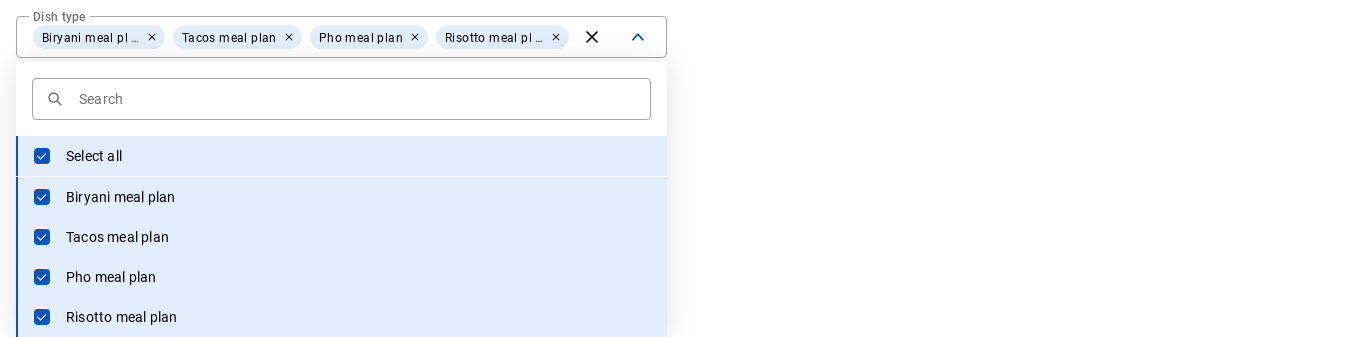 Dish type
Biryani meal pl … Tacos meal plan Pho meal plan Risotto meal pl …
Search
Select all
Biryani meal plan
Tacos meal plan
Pho meal plan
Risotto meal plan